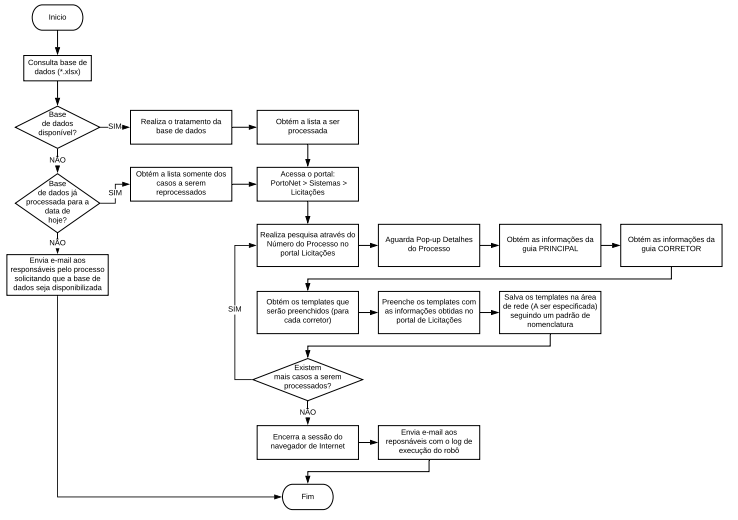 Inicio
Consulta base de
dados (*.xlsx)
Base
de dados
disponível?
SIM
Realiza o tratamento da
base de dados
Obtém a lista a ser
processada
NÃO
Base
de dados já
processada para a
data de
hoje?
SIM
Obtém a lista somente dos
casos a serem
reprocessados
Acessa o portal:
PortoNet > Sistemas >
Licitações
NÃO
Envia e-mail aos
responsáveis pelo processo
solicitando que a base de
dados seja disponibilizada
Realiza pesquisa através do
Número do Processo no
portal Licitações
Aguarda Pop-up Detalhes
do Processo
Obtém as informações da
guia PRINCIPAL
Obtém as informações da
guia CORRETOR
SIM
Obtém os templates que
serão preenchidos (para
cada corretor)
Preenche os templates com
as informações obtidas no
portal de Licitações
Salva os templates na área
de rede (A ser especificada)
seguindo um padrão de
nomenclatura
Existem
mais casos a serem
processados?
NÃO
Encerra a sessão do
navegador de Internet
Envia e-mail aos
reposnáveis com o log de
execução do robô
Fim